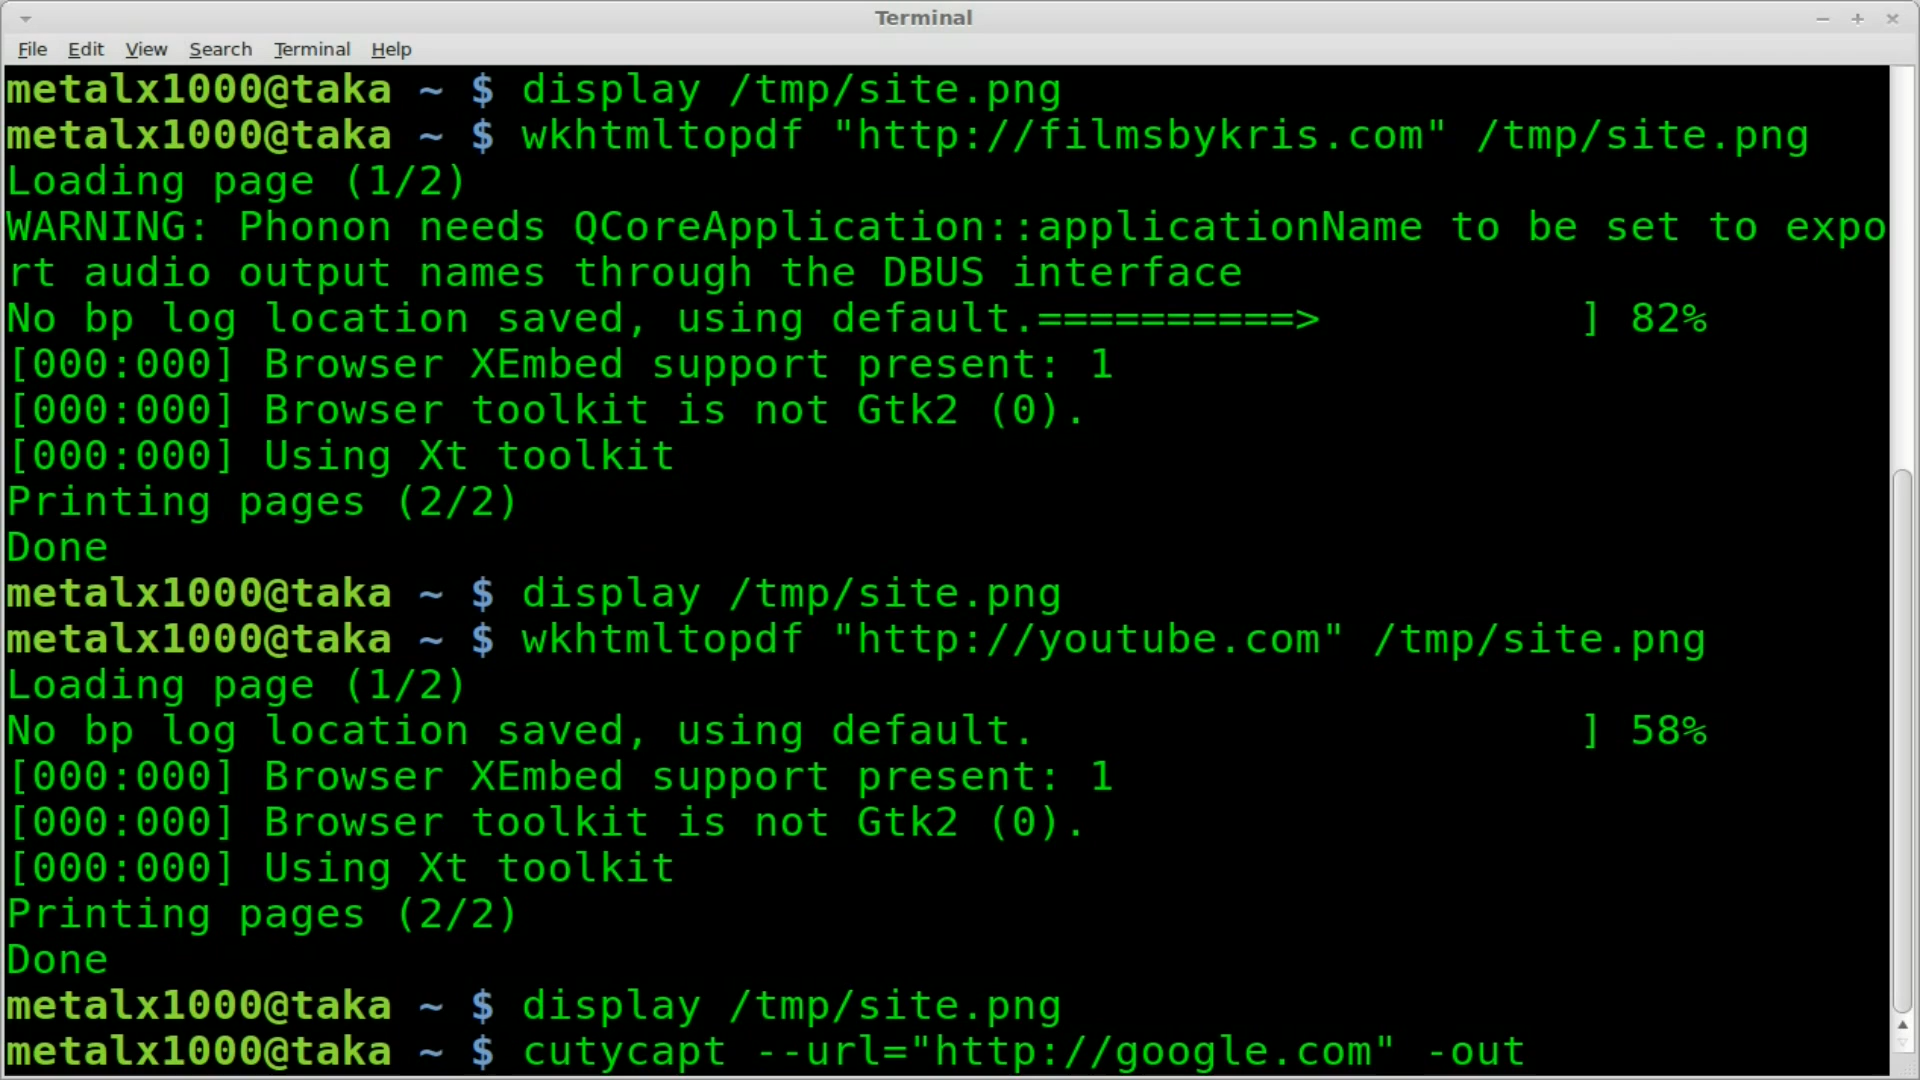 Terminal
File Edit View Search Terminal Help
metalx1000@taka ~ $ display /tmp/site.png
metalx1000@taka ~ $ wkhtmltopdf "http://filmsbykris.com" /tmp/site.png
Loading page (1/2)
WARNING: Phonon needs QCoreApplication::applicationName to be set to expo
rt audio output names through the DBUS interface
No bp log location saved, using default.==========>          ] 82%
[000:000] Browser XEmbed support present: 1
[000:000] Browser toolkit is not Gtk2 (0).
[000:000] Using Xt toolkit
Printing pages (2/2)
Done
metalx1000@taka ~ $ display /tmp/site.png
metalx1000@taka ~ $ wkhtmltopdf "http://youtube.com" /tmp/site.png
Loading page (1/2)
No bp log location saved, using default.                     ] 58%
[000:000] Browser XEmbed support present: 1
[000:000] Browser toolkit is not Gtk2 (0).
[000:000] Using Xt toolkit
Printing pages (2/2)
Done
metalx1000@taka ~ $ display /tmp/site.png
metalx1000@taka ~ $ cutycapt --url="http://google.com" -out